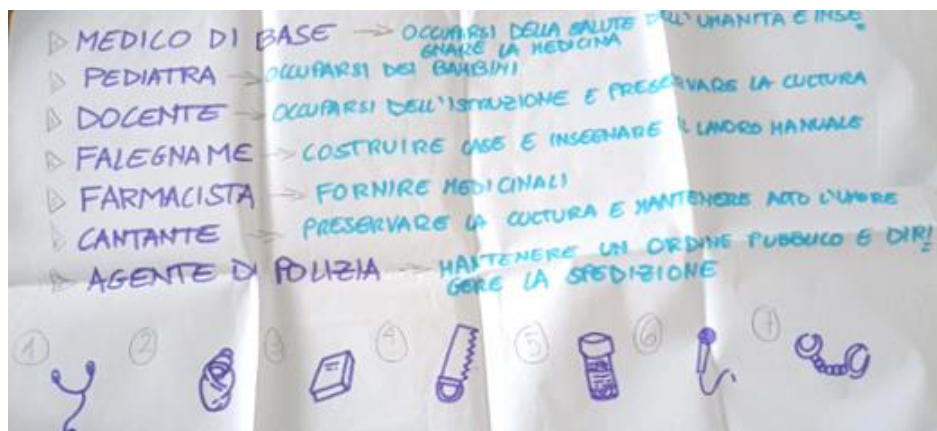 ▷ MEDICO DI BASE → OCCUPARSI DELLA SALUTE DELL'UMANITÀ E INSE
GNARE LA MEDICINA
▷ PEDIATRA → OCCUPARSI DEI BAMBINI
▷ DOCENTE → OCCUPARSI DELL'ISTRUZIONE E PRESERVARE LA CULTURA
▷ FALEGNAME → COSTRUIRE CASE E INSEGNARE IL LAVORO MANUALE
▷ FARMACISTA → FORNIRE MEDICINALI
▷ CANTANTE → PRESERVARE LA CULTURA E MANTENERE ALTO L'UMORE
▷ AGENTE DI POLIZIA → MANTENERE UN ORDINE PUBBLICO E DIRI
GERE LA SPEDIZIONE
1 2 3 4 5 6 7